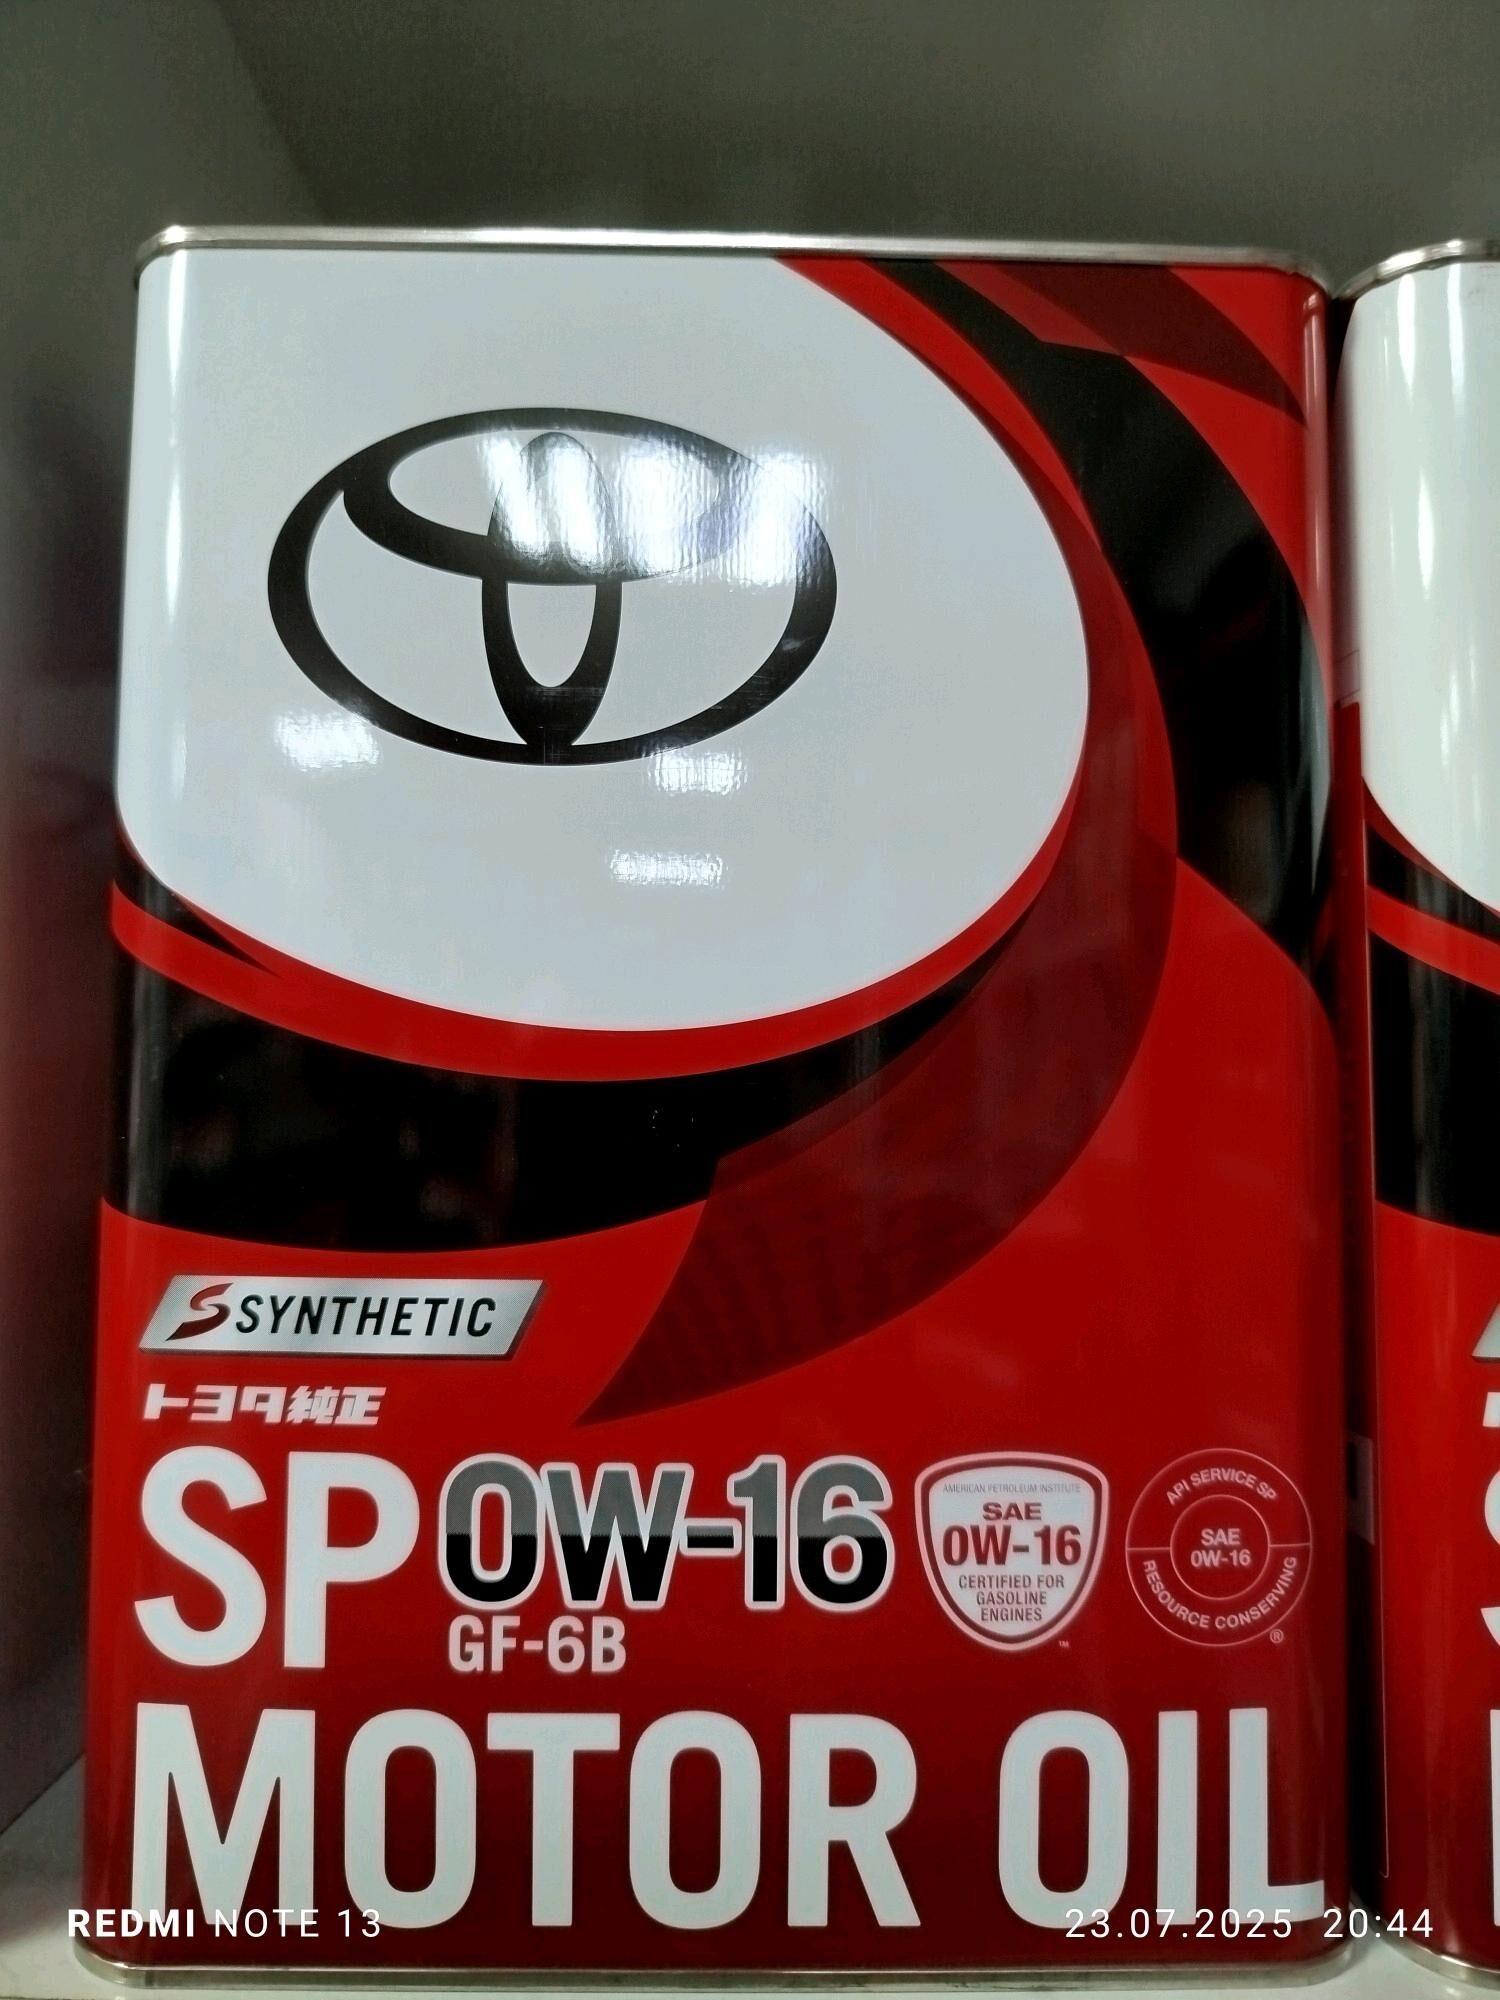 SYNTHETIC
トヨタ純正
SP 0W-16
GF-6B
AMERICAN PETROLEUM INSTITUTE
SAE
0W-16
CERTIFIED FOR
GASOLINE
ENGINES
TM
API SERVICE SP
SAE
0W-16
RESOURCE CONSERVING
®
MOTOR OIL
REDMI NOTE 13
23.07.2025 20:44